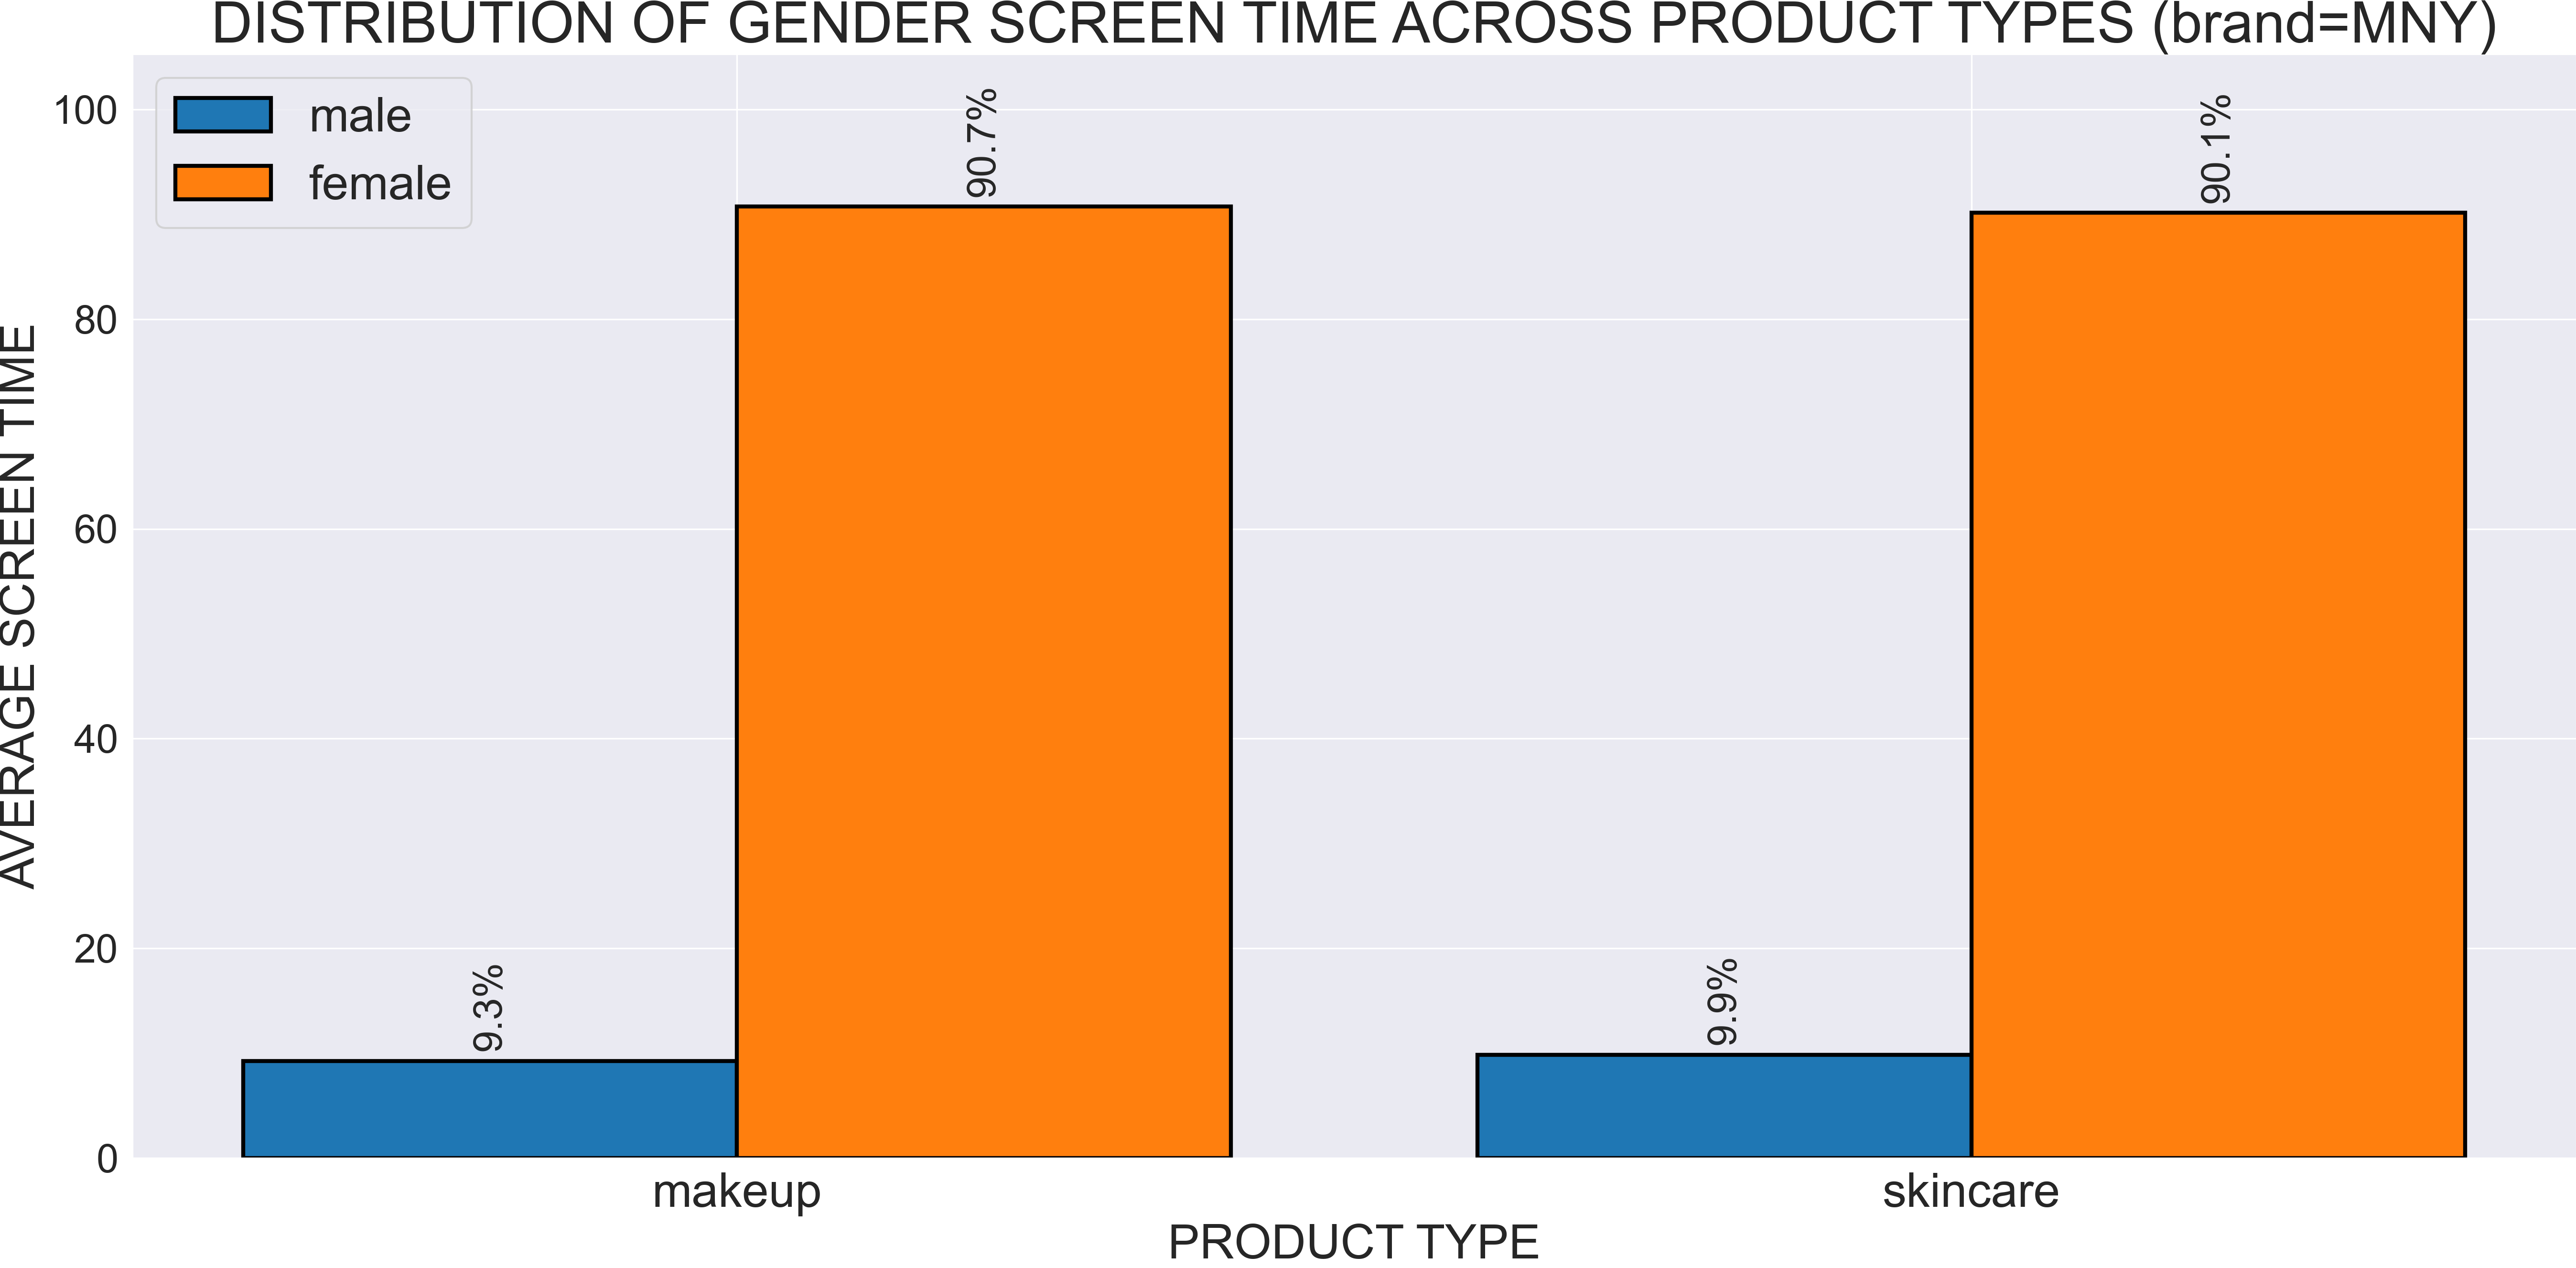 DISTRIBUTION OF GENDER SCREEN TIME ACROSS PRODUCT TYPES (brand=MNY)
male
female
AVERAGE SCREEN TIME
100
80
60
40
20
0
9.3%
90.7%
9.9%
90.1%
makeup
skincare
PRODUCT TYPE